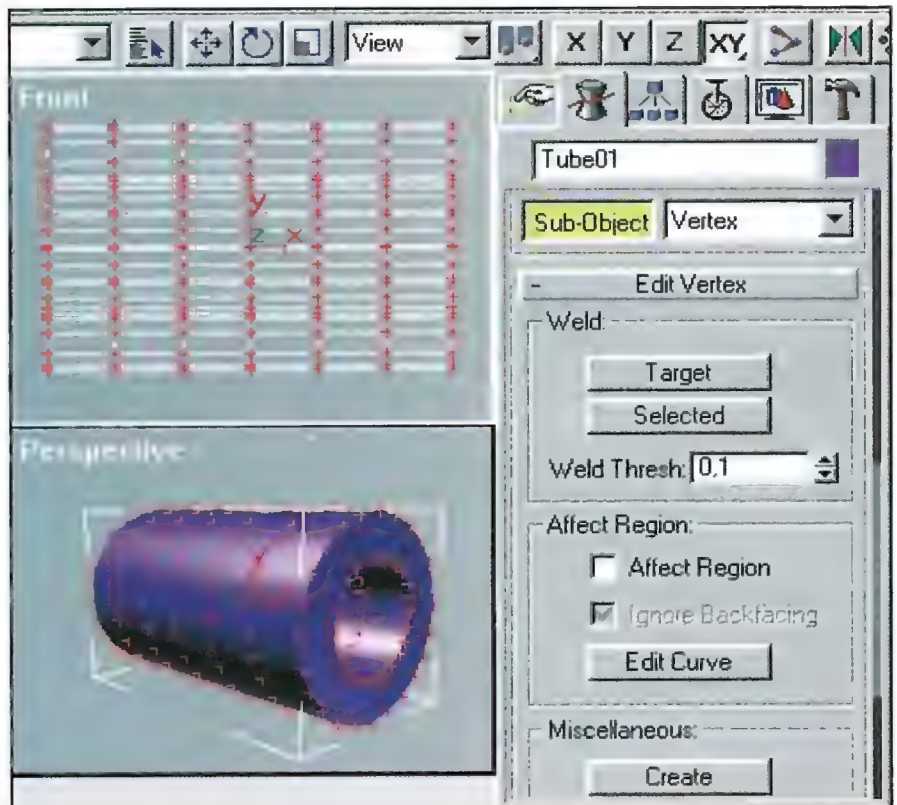 View X Y Z XY
Front
Tube01
Sub-Object Vertex
- Edit Vertex
Weld:
Target
Selected
Weld Thresh: 0,1
Affect Region:
Affect Region
Ignore Backfacing
Edit Curve
Miscellaneous:
Create
y
z x
Perspective